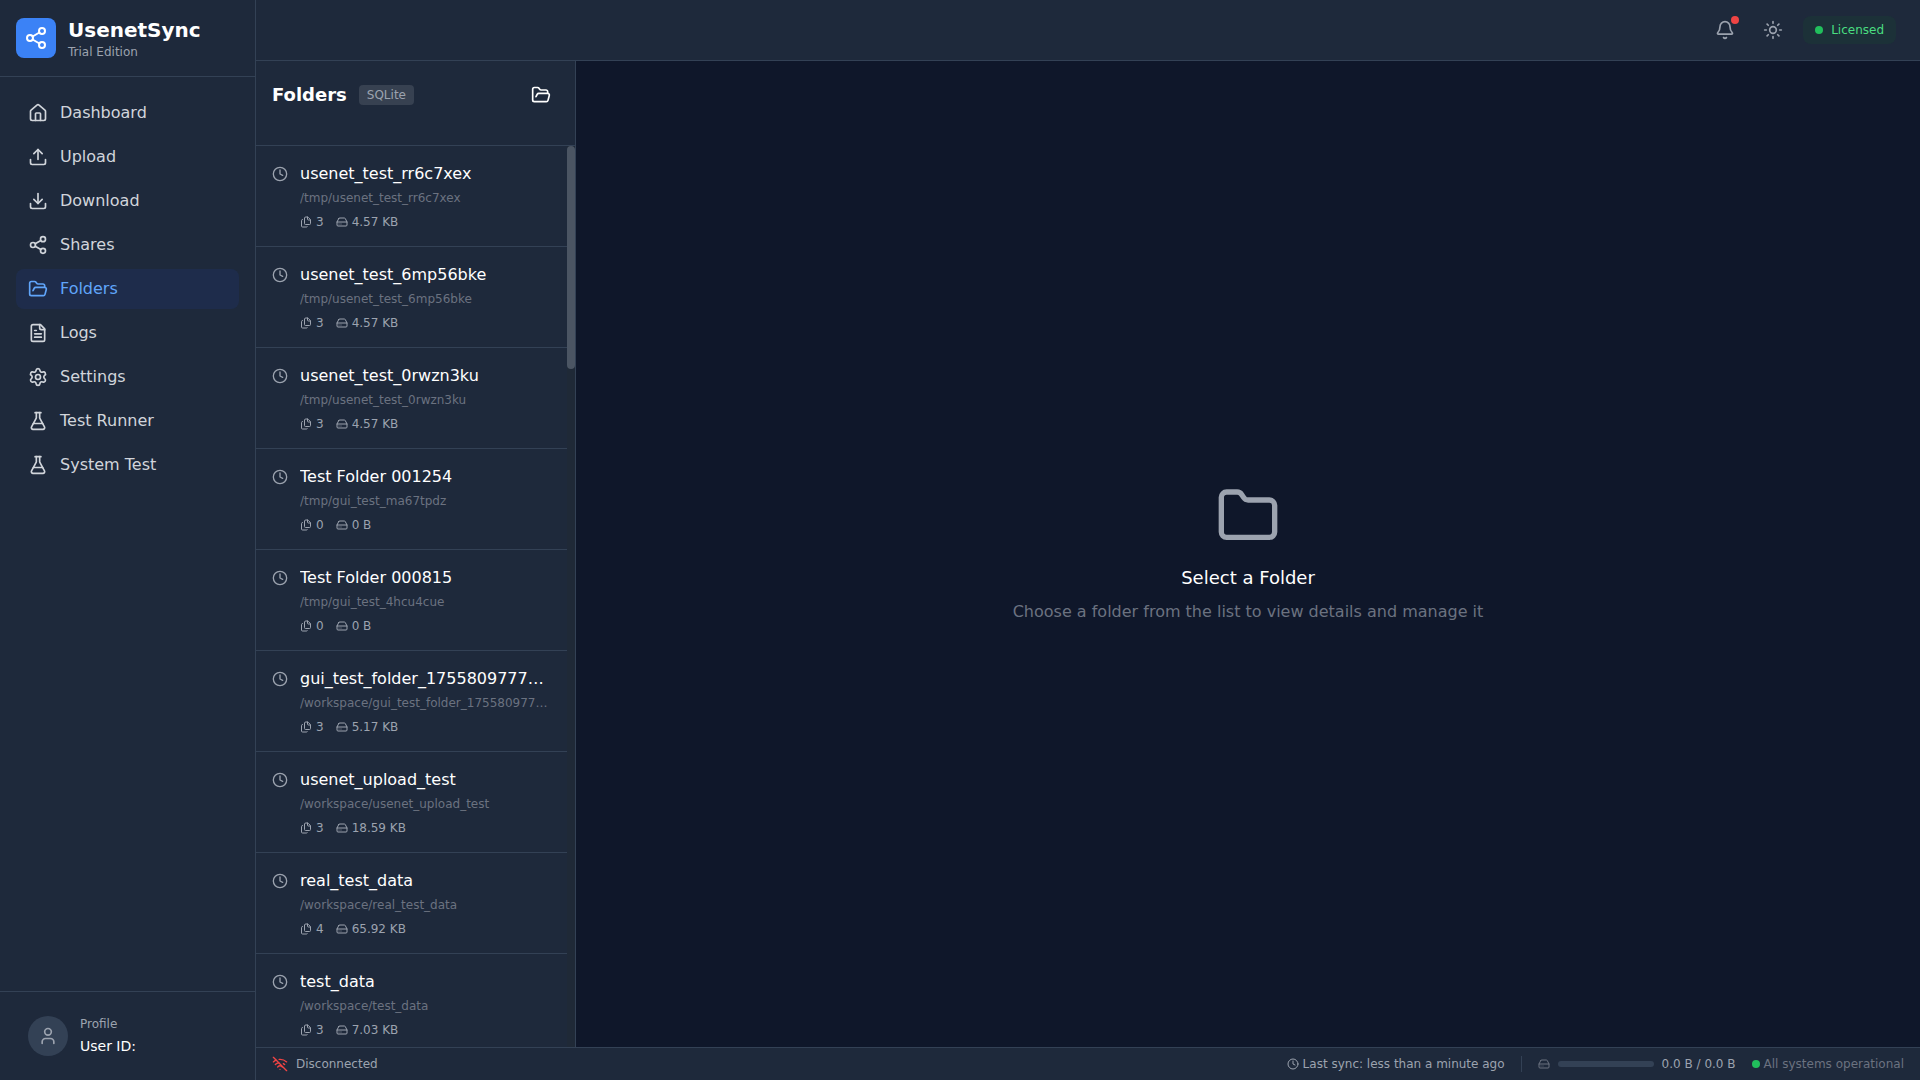 UsenetSync
Trial Edition
Dashboard
Upload
Download
Shares
Folders
Logs
Settings
Test Runner
System Test
Profile
User ID:
Licensed
Folders
SQLite
usenet_test_rr6c7xex
/tmp/usenet_test_rr6c7xex
3 4.57 KB
usenet_test_6mp56bke
/tmp/usenet_test_6mp56bke
3 4.57 KB
usenet_test_0rwzn3ku
/tmp/usenet_test_0rwzn3ku
3 4.57 KB
Test Folder 001254
/tmp/gui_test_ma67tpdz
0 0 B
Test Folder 000815
/tmp/gui_test_4hcu4cue
0 0 B
gui_test_folder_1755809777...
/workspace/gui_test_folder_175580977...
3 5.17 KB
usenet_upload_test
/workspace/usenet_upload_test
3 18.59 KB
real_test_data
/workspace/real_test_data
4 65.92 KB
test_data
/workspace/test_data
3 7.03 KB
Select a Folder
Choose a folder from the list to view details and manage it
Disconnected
Last sync: less than a minute ago
0.0 B / 0.0 B
All systems operational